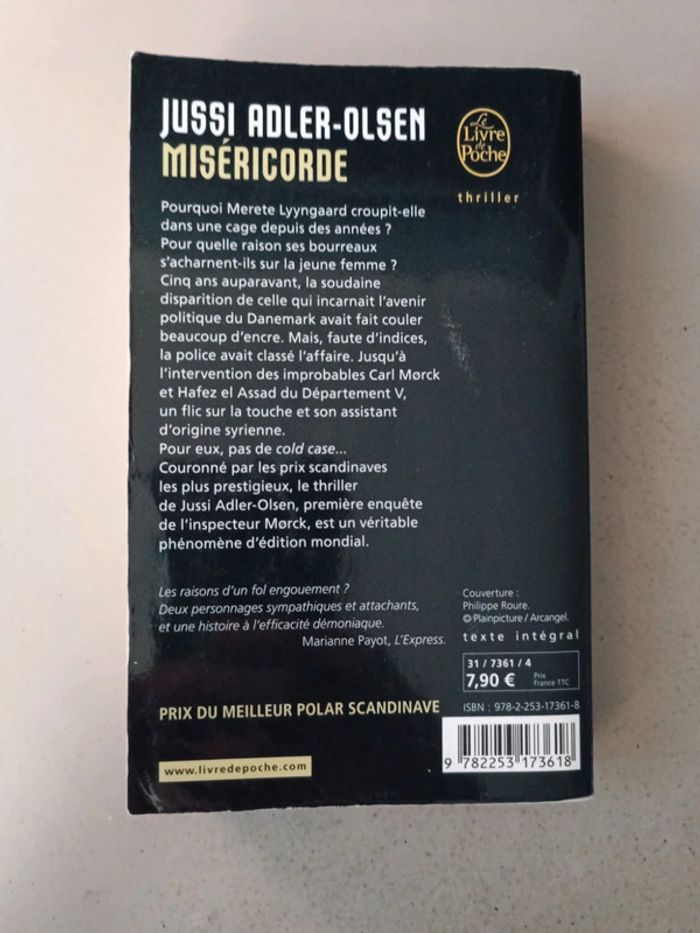 JUSSI ADLER-OLSEN
MISÉRICORDE
Le
Livre
de
Poche
thriller
Pourquoi Merete Lyyngaard croupit-elle
dans une cage depuis des années ?
Pour quelle raison ses bourreaux
s'acharnent-ils sur la jeune femme ?
Cinq ans auparavant, la soudaine
disparition de celle qui incarnait l'avenir
politique du Danemark avait fait couler
beaucoup d'encre. Mais, faute d'indices,
la police avait classé l'affaire. Jusqu'à
l'intervention des improbables Carl Mørck
et Hafez el Assad du Département V,
un flic sur la touche et son assistant
d'origine syrienne.
Pour eux, pas de cold case...
Couronné par les prix scandinaves
les plus prestigieux, le thriller
de Jussi Adler-Olsen, première enquête
de l'inspecteur Mørck, est un véritable
phénomène d'édition mondial.
Les raisons d'un fol engouement ?
Deux personnages sympathiques et attachants,
et une histoire à l'efficacité démoniaque.
Marianne Payot, L'Express.
PRIX DU MEILLEUR POLAR SCANDINAVE
www.livredepoche.com
Couverture :
Philippe Roure.
© Plainpicture / Arcangel.
texte intégral
31 / 7361 / 4
7,90 € Prix
France TTC
ISBN : 978-2-253-17361-8
9 782253 173618